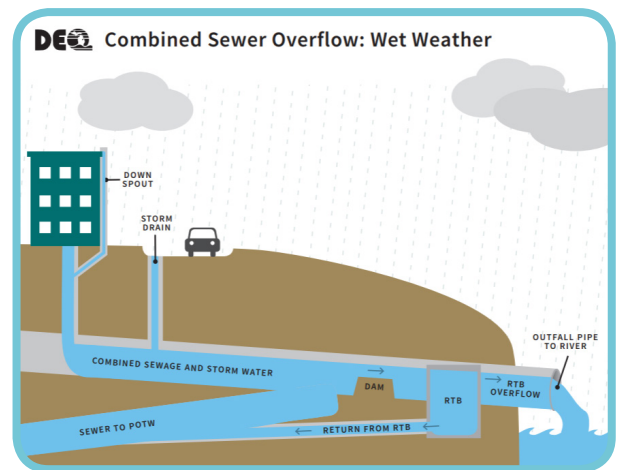 DEQ Combined Sewer Overflow: Wet Weather
DOWN
SPOUT
STORM
DRAIN
OUTFALL PIPE
TO RIVER
COMBINED SEWAGE AND STORM WATER
DAM
RTB
RTB
OVERFLOW
SEWER TO POTW
RETURN FROM RTB